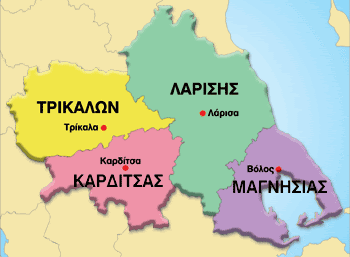 ΛΑΡΙΣΗΣ
ΤΡΙΚΑΛΩΝ
Λάρισα
Τρίκαλα
Καρδίτσα
Βόλος
ΚΑΡΔΙΤΣΑΣ
ΜΑΓΝΗΣΙΑΣ